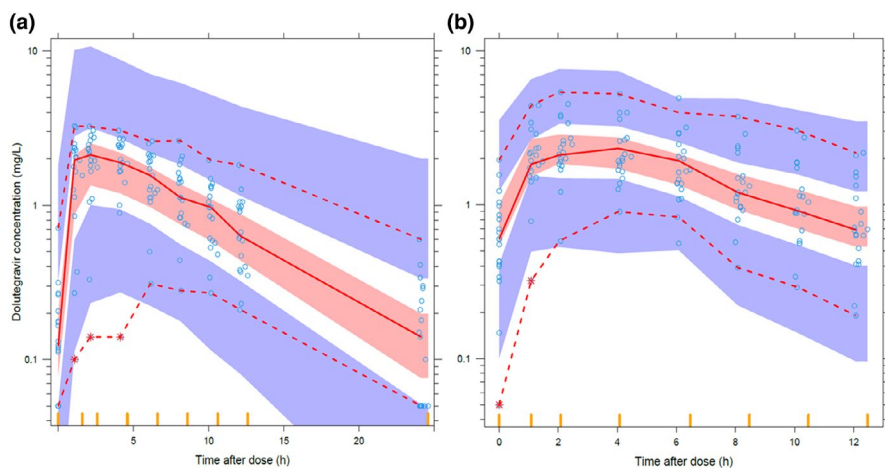 (a)
(b)
10
1
0.1
Dolutegravir concentration (mg/L)
0 5 10 15 20
Time after dose (h)
10
1
0.1
0 2 4 6 8 10 12
Time after dose (h)